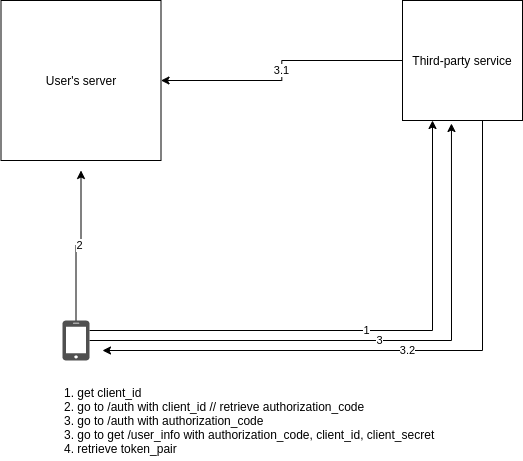 User's server
Third-party service
3.1
2
1
3
3.2
1. get client_id
2. go to /auth with client_id // retrieve authorization_code
3. go to /auth with authorization_code
3. go to get /user_info with authorization_code, client_id, client_secret
4. retrieve token_pair